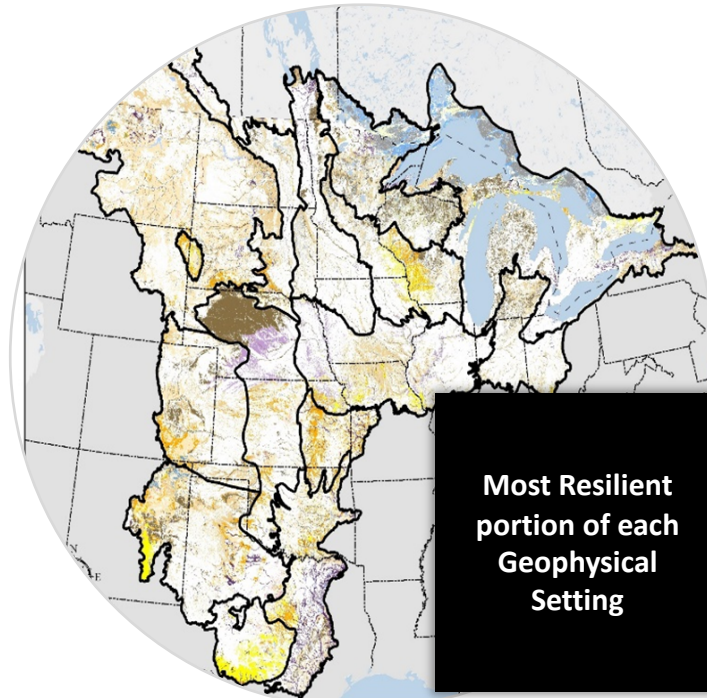 Most Resilient
portion of each
Geophysical
Setting
N
E